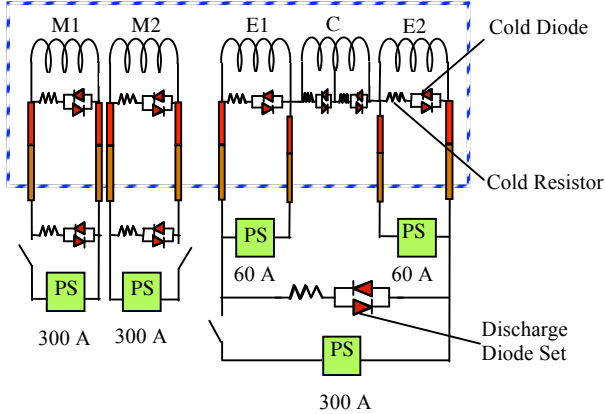 M1 M2 E1 C E2
Cold Diode
Cold Resistor
PS PS
60 A 60 A
PS PS
300 A 300 A
Discharge
Diode Set
PS
300 A